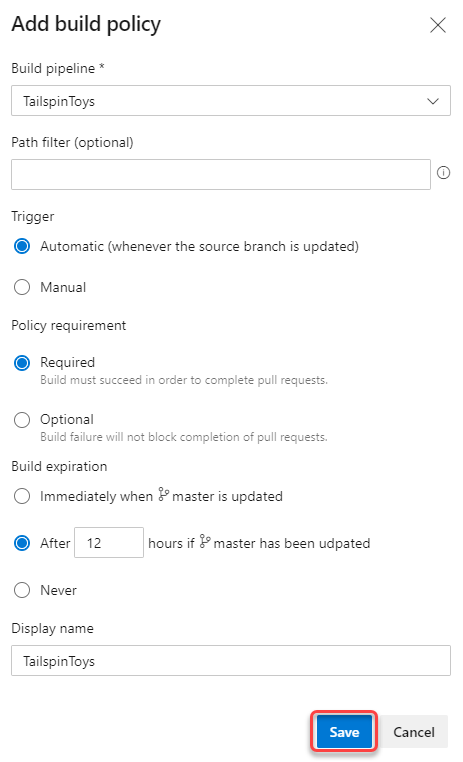 Add build policy
Build pipeline *
TailspinToys
Path filter (optional)
Trigger
Automatic (whenever the source branch is updated)
Manual
Policy requirement
Required
Build must succeed in order to complete pull requests.
Optional
Build failure will not block completion of pull requests.
Build expiration
Immediately when master is updated
After 12 hours if master has been udpated
Never
Display name
TailspinToys
Save Cancel